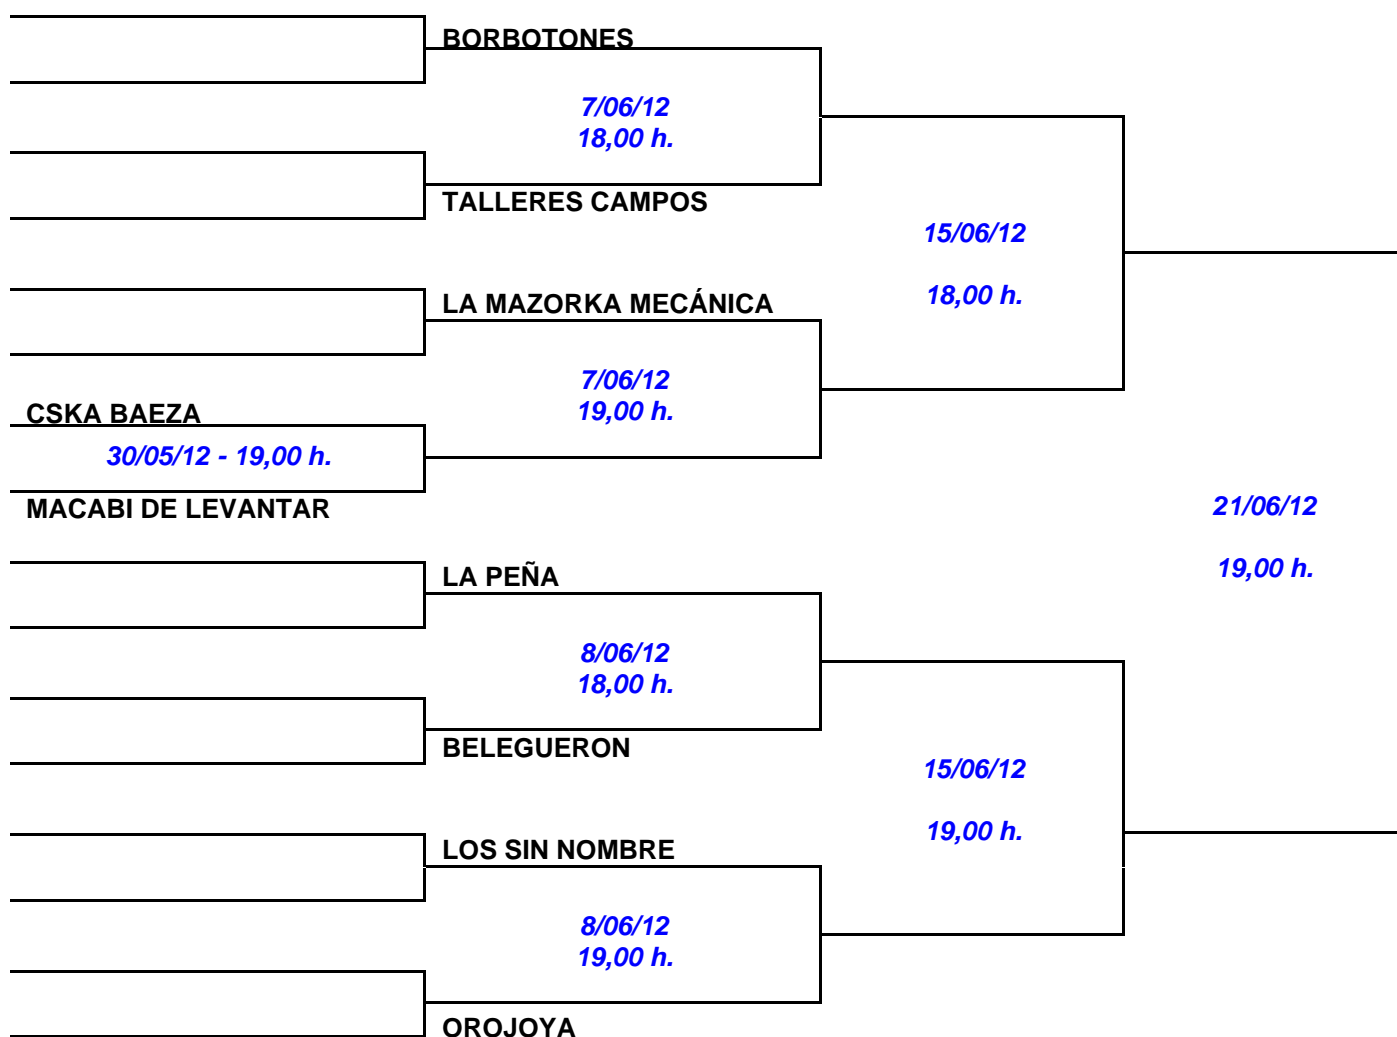 BORBOTONES
7/06/12
18,00 h.
TALLERES CAMPOS
15/06/12
18,00 h.
LA MAZORKA MECÁNICA
7/06/12
19,00 h.
CSKA BAEZA
30/05/12 - 19,00 h.
MACABI DE LEVANTAR
21/06/12
19,00 h.
LA PEÑA
8/06/12
18,00 h.
BELEGUERON
15/06/12
19,00 h.
LOS SIN NOMBRE
8/06/12
19,00 h.
OROJOYA